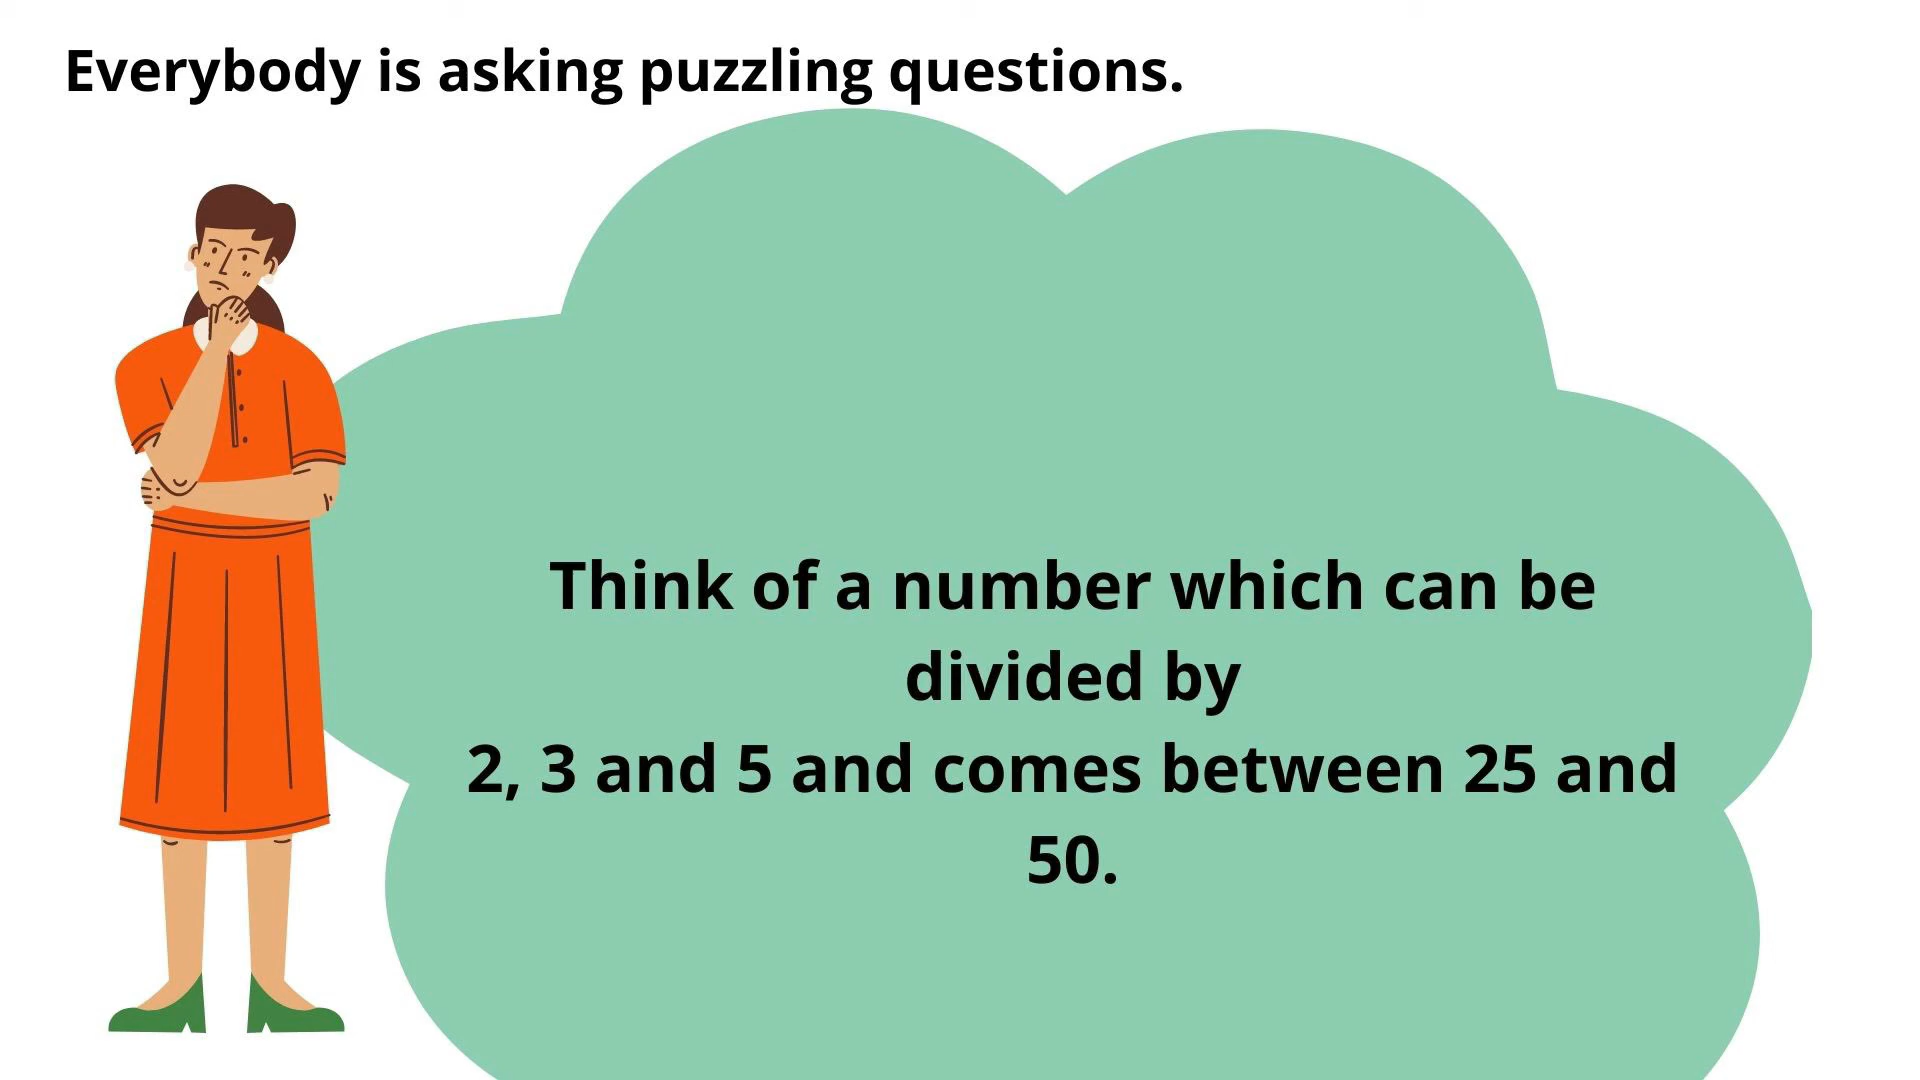 Everybody is asking puzzling questions.
Think of a number which can be
divided by
2, 3 and 5 and comes between 25 and
50.